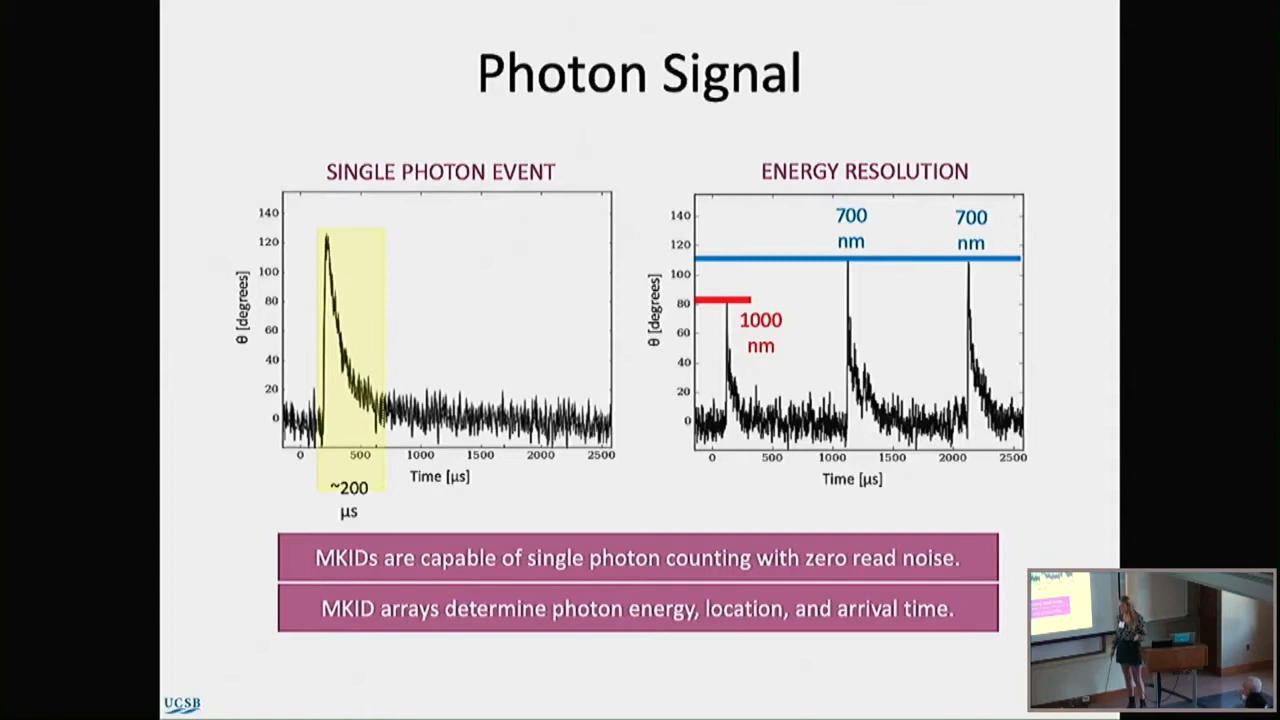 Photon Signal
SINGLE PHOTON EVENT
140
120
100
80
60
40
20
0
θ [degrees]
0 500 1000 1500 2000 2500
Time [µs]
~200
µs
ENERGY RESOLUTION
140
120
100
80
60
40
20
0
θ [degrees]
700
nm
700
nm
1000
nm
0 500 1000 1500 2000 2500
Time [µs]
MKIDs are capable of single photon counting with zero read noise.
MKID arrays determine photon energy, location, and arrival time.
UCSB